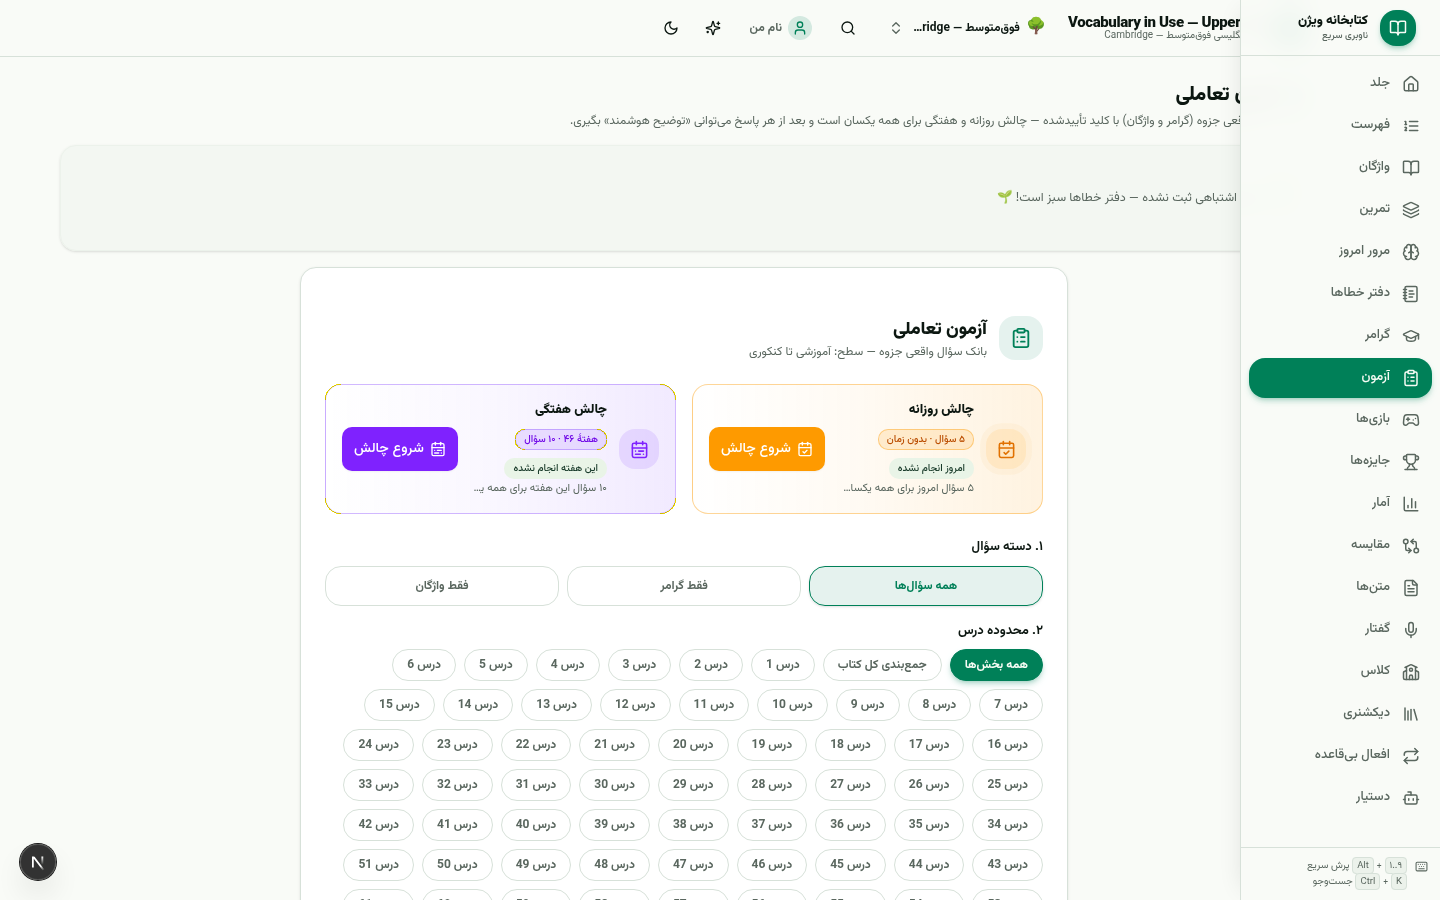 کتابخانه ویژن
ناوبری سریع
Vocabulary in Use — Upper
گلیسی فوق‌متوسط — Cambridge
فوق‌متوسط — ridge...
نام من
جلد
فهرست
واژگان
تمرین
مرور امروز
دفتر خطاها
گرامر
آزمون
بازی‌ها
جایزه‌ها
آمار
مقایسه
متن‌ها
گفتار
کلاس
دیکشنری
افعال بی‌قاعده
دستیار
Alt + ۱..۹ پرش سریع
Ctrl + K جست‌وجو
تعاملی
قعی جزوه (گرامر و واژگان) با کلید تأییدشده — چالش روزانه و هفتگی برای همه یکسان است و بعد از هر پاسخ می‌توانی «توضیح هوشمند» بگیری.
اشتباهی ثبت نشده — دفتر خطاها سبز است! 🌱
آزمون تعاملی
بانک سؤال واقعی جزوه — سطح: آموزشی تا کنکوری
چالش روزانه
۵ سؤال · بدون زمان
امروز انجام نشده
۵ سؤال امروز برای همه یکسا...
شروع چالش
چالش هفتگی
هفتهٔ ۴۶ · ۱۰ سؤال
این هفته انجام نشده
۱۰ سؤال این هفته برای همه ی...
شروع چالش
۱. دسته سؤال
همه سؤال‌ها
فقط گرامر
فقط واژگان
۲. محدوده درس
همه بخش‌ها جمع‌بندی کل کتاب درس 1 درس 2 درس 3 درس 4 درس 5 درس 6
درس 7 درس 8 درس 9 درس 10 درس 11 درس 12 درس 13 درس 14 درس 15
درس 16 درس 17 درس 18 درس 19 درس 20 درس 21 درس 22 درس 23 درس 24
درس 25 درس 26 درس 27 درس 28 درس 29 درس 30 درس 31 درس 32 درس 33
درس 34 درس 35 درس 36 درس 37 درس 38 درس 39 درس 40 درس 41 درس 42
درس 43 درس 44 درس 45 درس 46 درس 47 درس 48 درس 49 درس 50 درس 51
N